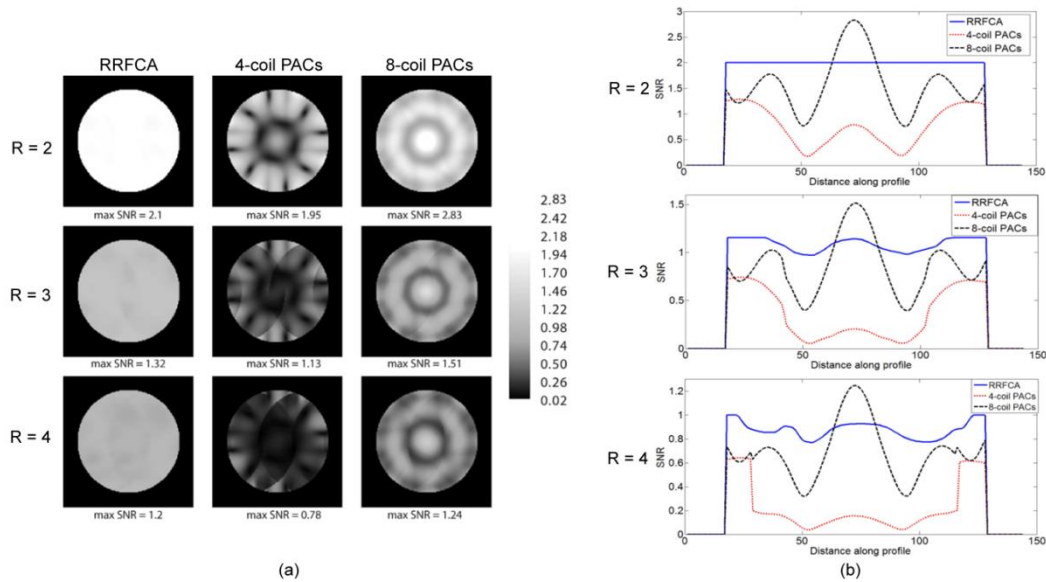 RRFCA
4-coil PACs
8-coil PACs
R = 2
max SNR = 2.1
max SNR = 1.95
max SNR = 2.83
R = 3
max SNR = 1.32
max SNR = 1.13
max SNR = 1.51
R = 4
max SNR = 1.2
max SNR = 0.78
max SNR = 1.24
2.83
2.42
2.18
1.94
1.70
1.46
1.22
0.98
0.74
0.50
0.26
0.02
(a)
R = 2
SNR
3
2.5
2
1.5
1
0.5
0
0
50
100
150
Distance along profile
RRFCA
4-coil PACs
8-coil PACs
R = 3
SNR
1.5
1
0.5
0
0
50
100
150
Distance along profile
RRFCA
4-coil PACs
8-coil PACs
R = 4
SNR
1.2
1
0.8
0.6
0.4
0.2
0
0
50
100
150
Distance along profile
RRFCA
4-coil PACs
8-coil PACs
(b)